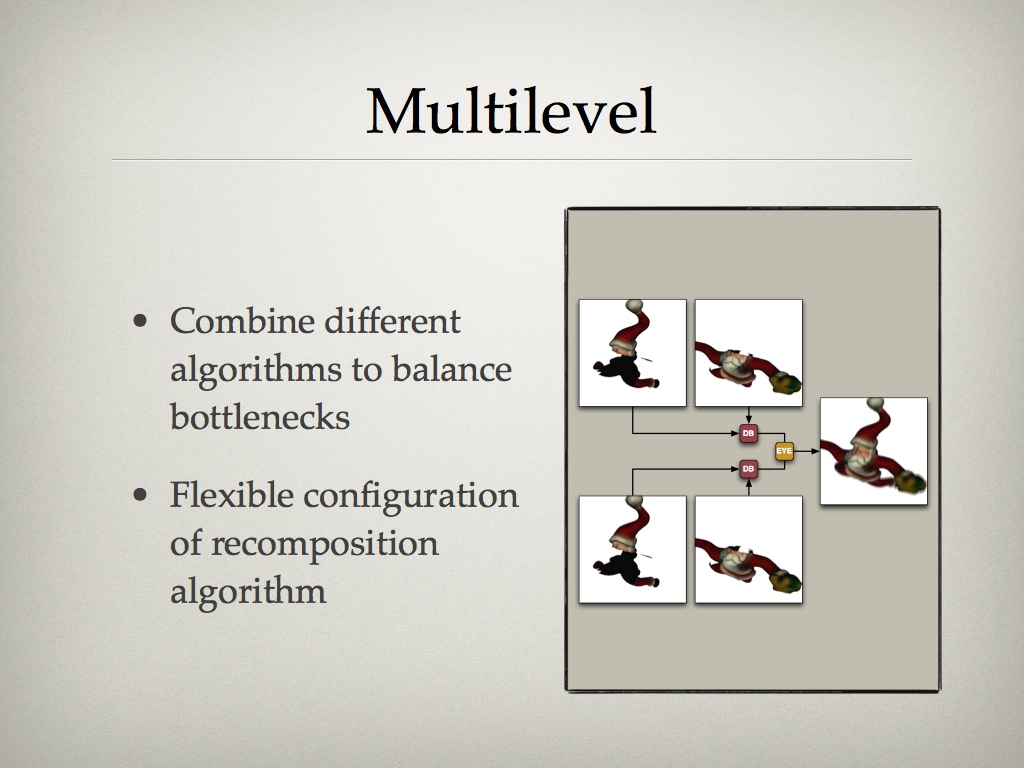 Multilevel
• Combine different
algorithms to balance
bottlenecks
• Flexible configuration
of recomposition
algorithm
DB
EYE
DB